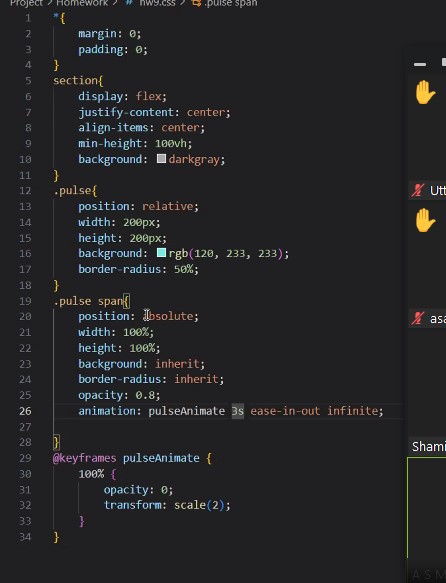 Project > Homework > # hw9.css > .pulse span
1 *{
2 margin: 0;
3 padding: 0;
4 }
5 section{
6 display: flex;
7 justify-content: center;
8 align-items: center;
9 min-height: 100vh;
10 background: darkgray;
11 }
12 .pulse{
13 position: relative;
14 width: 200px;
15 height: 200px;
16 background: rgb(120, 233, 233);
17 border-radius: 50%;
18 }
19 .pulse span{
20 position: absolute;
21 width: 100%;
22 height: 100%;
23 background: inherit;
24 border-radius: inherit;
25 opacity: 0.8;
26 animation: pulseAnimate 3s ease-in-out infinite;
27
28 }
29 @keyframes pulseAnimate {
30 100% {
31 opacity: 0;
32 transform: scale(2);
33 }
34 }
Utt
asa
Shami
ASM